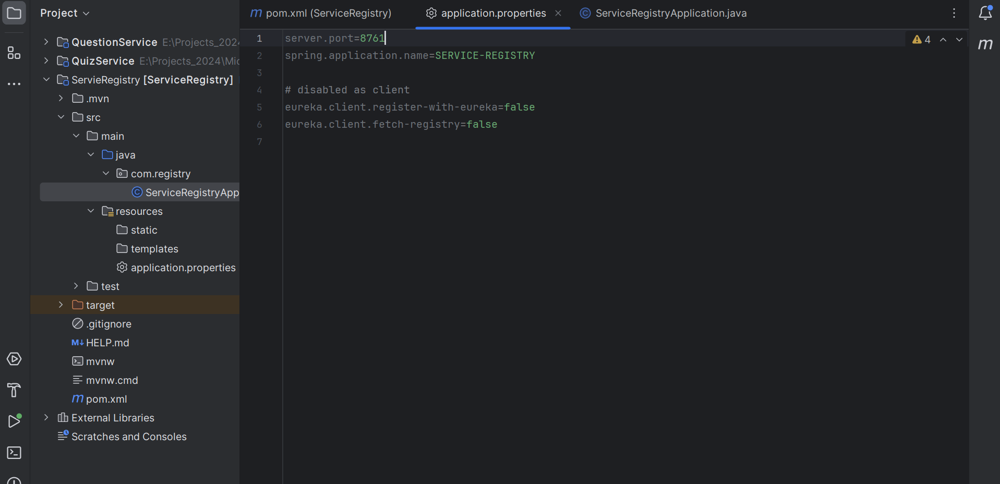 Project
pom.xml (ServiceRegistry)
application.properties
ServiceRegistryApplication.java
QuestionService E:\Projects_202
QuizService E:\Projects_2024\Mic
ServieRegistry [ServiceRegistry]
.mvn
src
main
java
com.registry
ServiceRegistryApp
resources
static
templates
application.properties
test
target
.gitignore
M↓ HELP.md
mvnw
mvnw.cmd
m pom.xml
External Libraries
Scratches and Consoles
1 server.port=8761
2 spring.application.name=SERVICE-REGISTRY
3
4 # disabled as client
5 eureka.client.register-with-eureka=false
6 eureka.client.fetch-registry=false
7
4
m